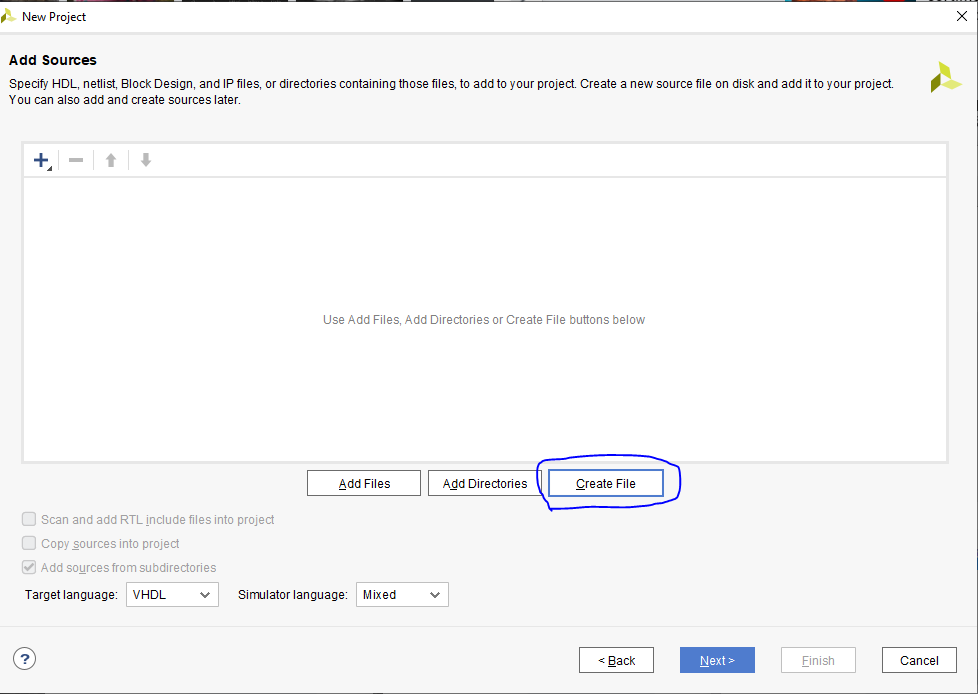 New Project
Add Sources
Specify HDL, netlist, Block Design, and IP files, or directories containing those files, to add to your project. Create a new source file on disk and add it to your project.
You can also add and create sources later.
Use Add Files, Add Directories or Create File buttons below
Add Files Add Directories Create File
Scan and add RTL include files into project
Copy sources into project
Add sources from subdirectories
Target language: VHDL Simulator language: Mixed
? < Back Next > Finish Cancel